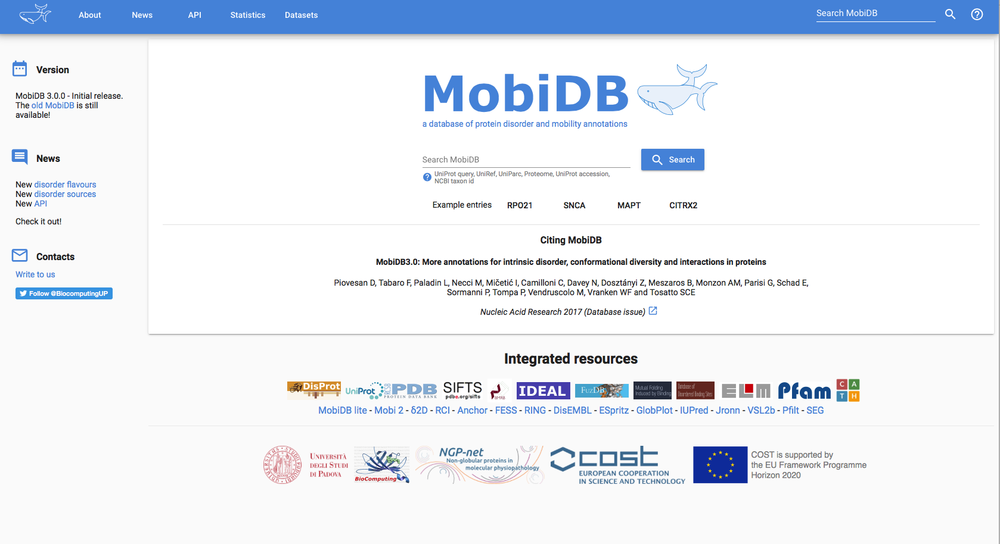 About News API Statistics Datasets Search MobiDB
Version
MobiDB 3.0.0 - Initial release.
The old MobiDB is still
available!
News
New disorder flavours
New disorder sources
New API
Check it out!
Contacts
Write to us
Follow @BiocomputingUP
MobiDB
a database of protein disorder and mobility annotations
Search MobiDB Search
UniProt query, UniRef, UniParc, Proteome, UniProt accession,
NCBI taxon id
Example entries RPO21 SNCA MAPT CITRX2
Citing MobiDB
MobiDB3.0: More annotations for intrinsic disorder, conformational diversity and interactions in proteins
Piovesan D, Tabaro F, Paladin L, Necci M, Mičetić I, Camilloni C, Davey N, Dosztányi Z, Meszaros B, Monzon AM, Parisi G, Schad E,
Sormanni P, Tompa P, Vendruscolo M, Vranken WF and Tosatto SCE
Nucleic Acid Research 2017 (Database issue)
Integrated resources
DisProt
UniProt
RCSB PDB
PROTEIN DATA BANK
SIFTS
pdbe.org/sifts
BMRB
IDEAL
FUZDB
Mutual Folding
Induced by Binding
Database of
Disordered Binding Sites
ELM
Pfam
C A
T H
MobiDB lite - Mobi 2 - δ2D - RCI - Anchor - FESS - RING - DisEMBL - ESpritz - GlobPlot - IUPred - Jronn - VSL2b - Pfilt - SEG
UNIVERSITÀ
DEGLI STUDI
DI PADOVA
BioComputing
NGP-net
Non-globular proteins in
molecular physiopathology
cost
EUROPEAN COOPERATION
IN SCIENCE AND TECHNOLOGY
COST is supported by
the EU Framework Programme
Horizon 2020